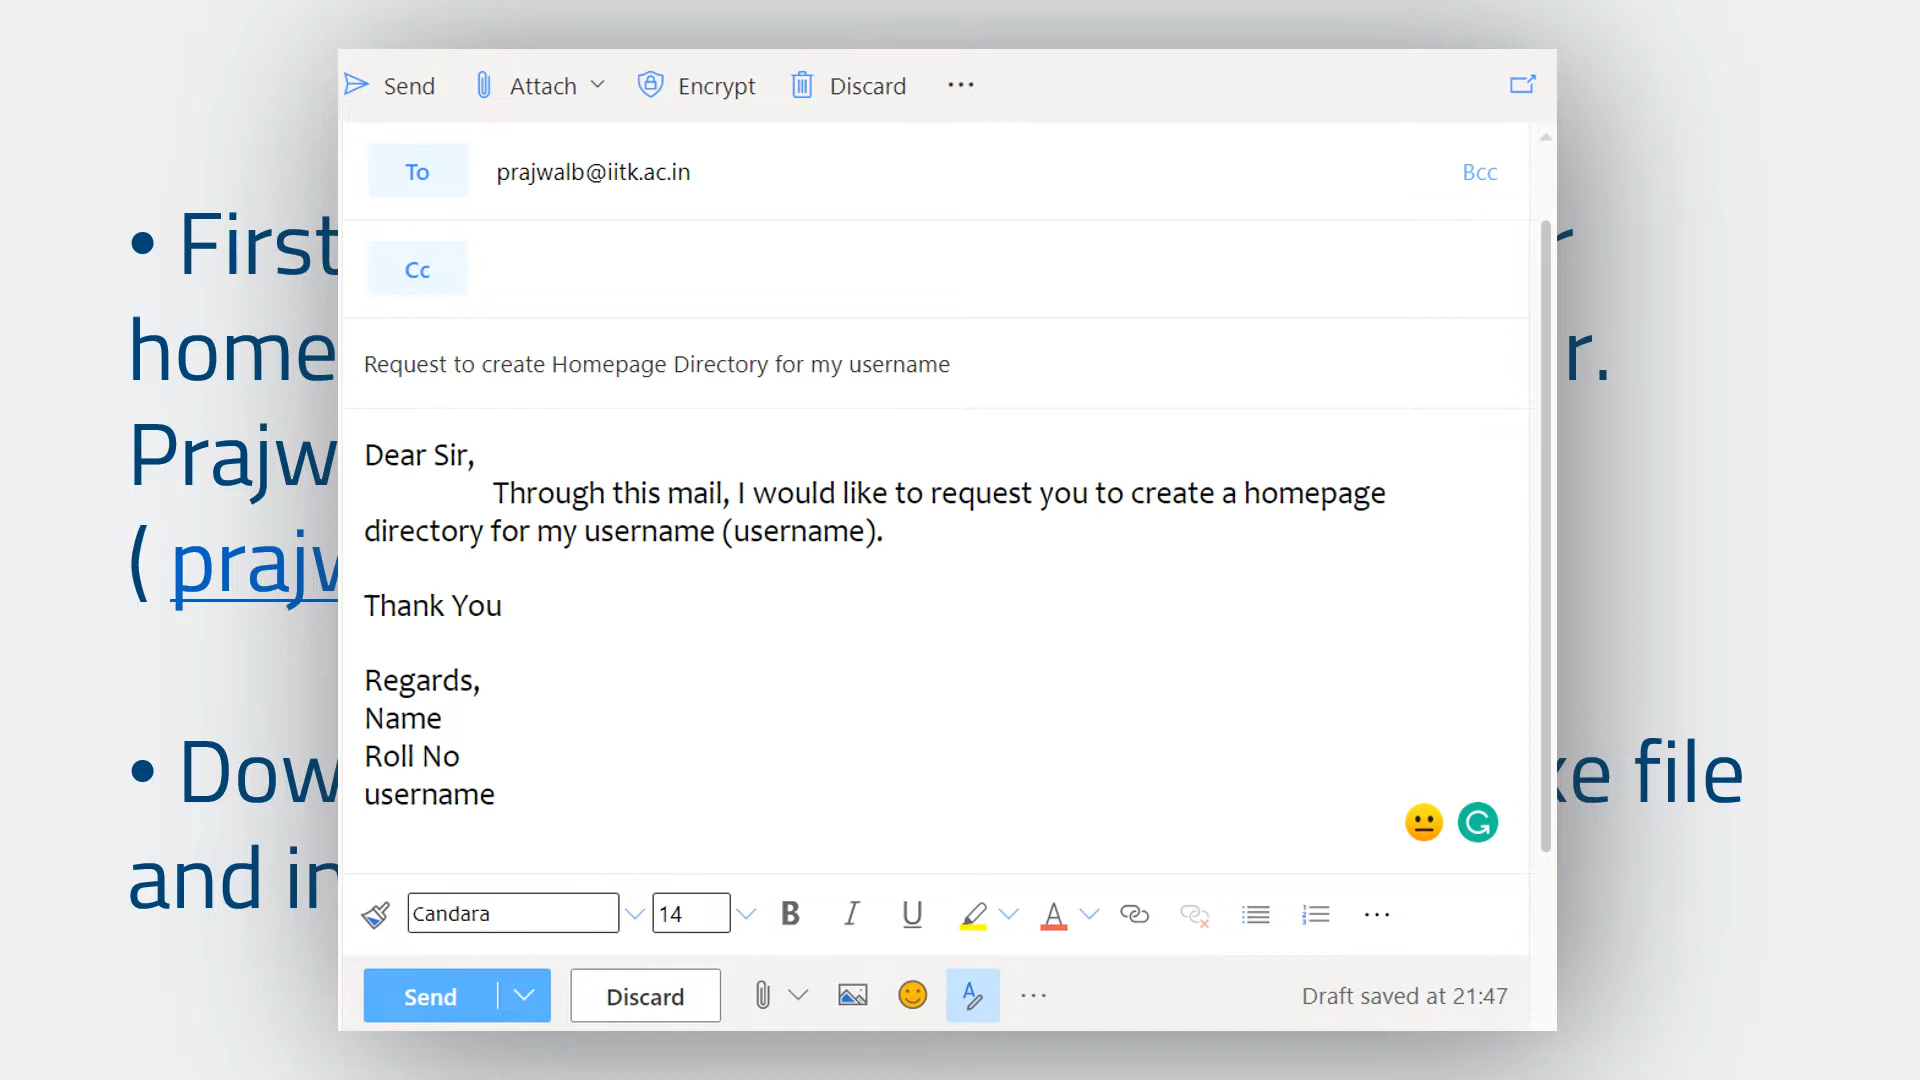 Send Attach Encrypt Discard
To prajwalb@iitk.ac.in Bcc
• First
Cc
home r.
Request to create Homepage Directory for my username
Prajw
Dear Sir,
Through this mail, I would like to request you to create a homepage
directory for my username (username).
( prajw
Thank You
Regards,
Name
Roll No
• Dow ke file
username
and in
Candara 14 B I U A
Send Discard Draft saved at 21:47